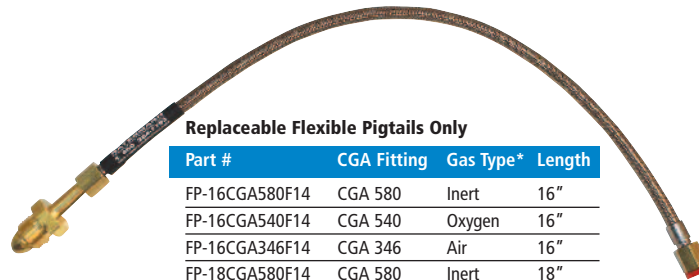 Replaceable Flexible Pigtails Only
Part # CGA Fitting Gas Type* Length
FP-16CGA580F14 CGA 580 Inert 16”
FP-16CGA540F14 CGA 540 Oxygen 16”
FP-16CGA346F14 CGA 346 Air 16”
FP-18CGA580F14 CGA 580 Inert 18”